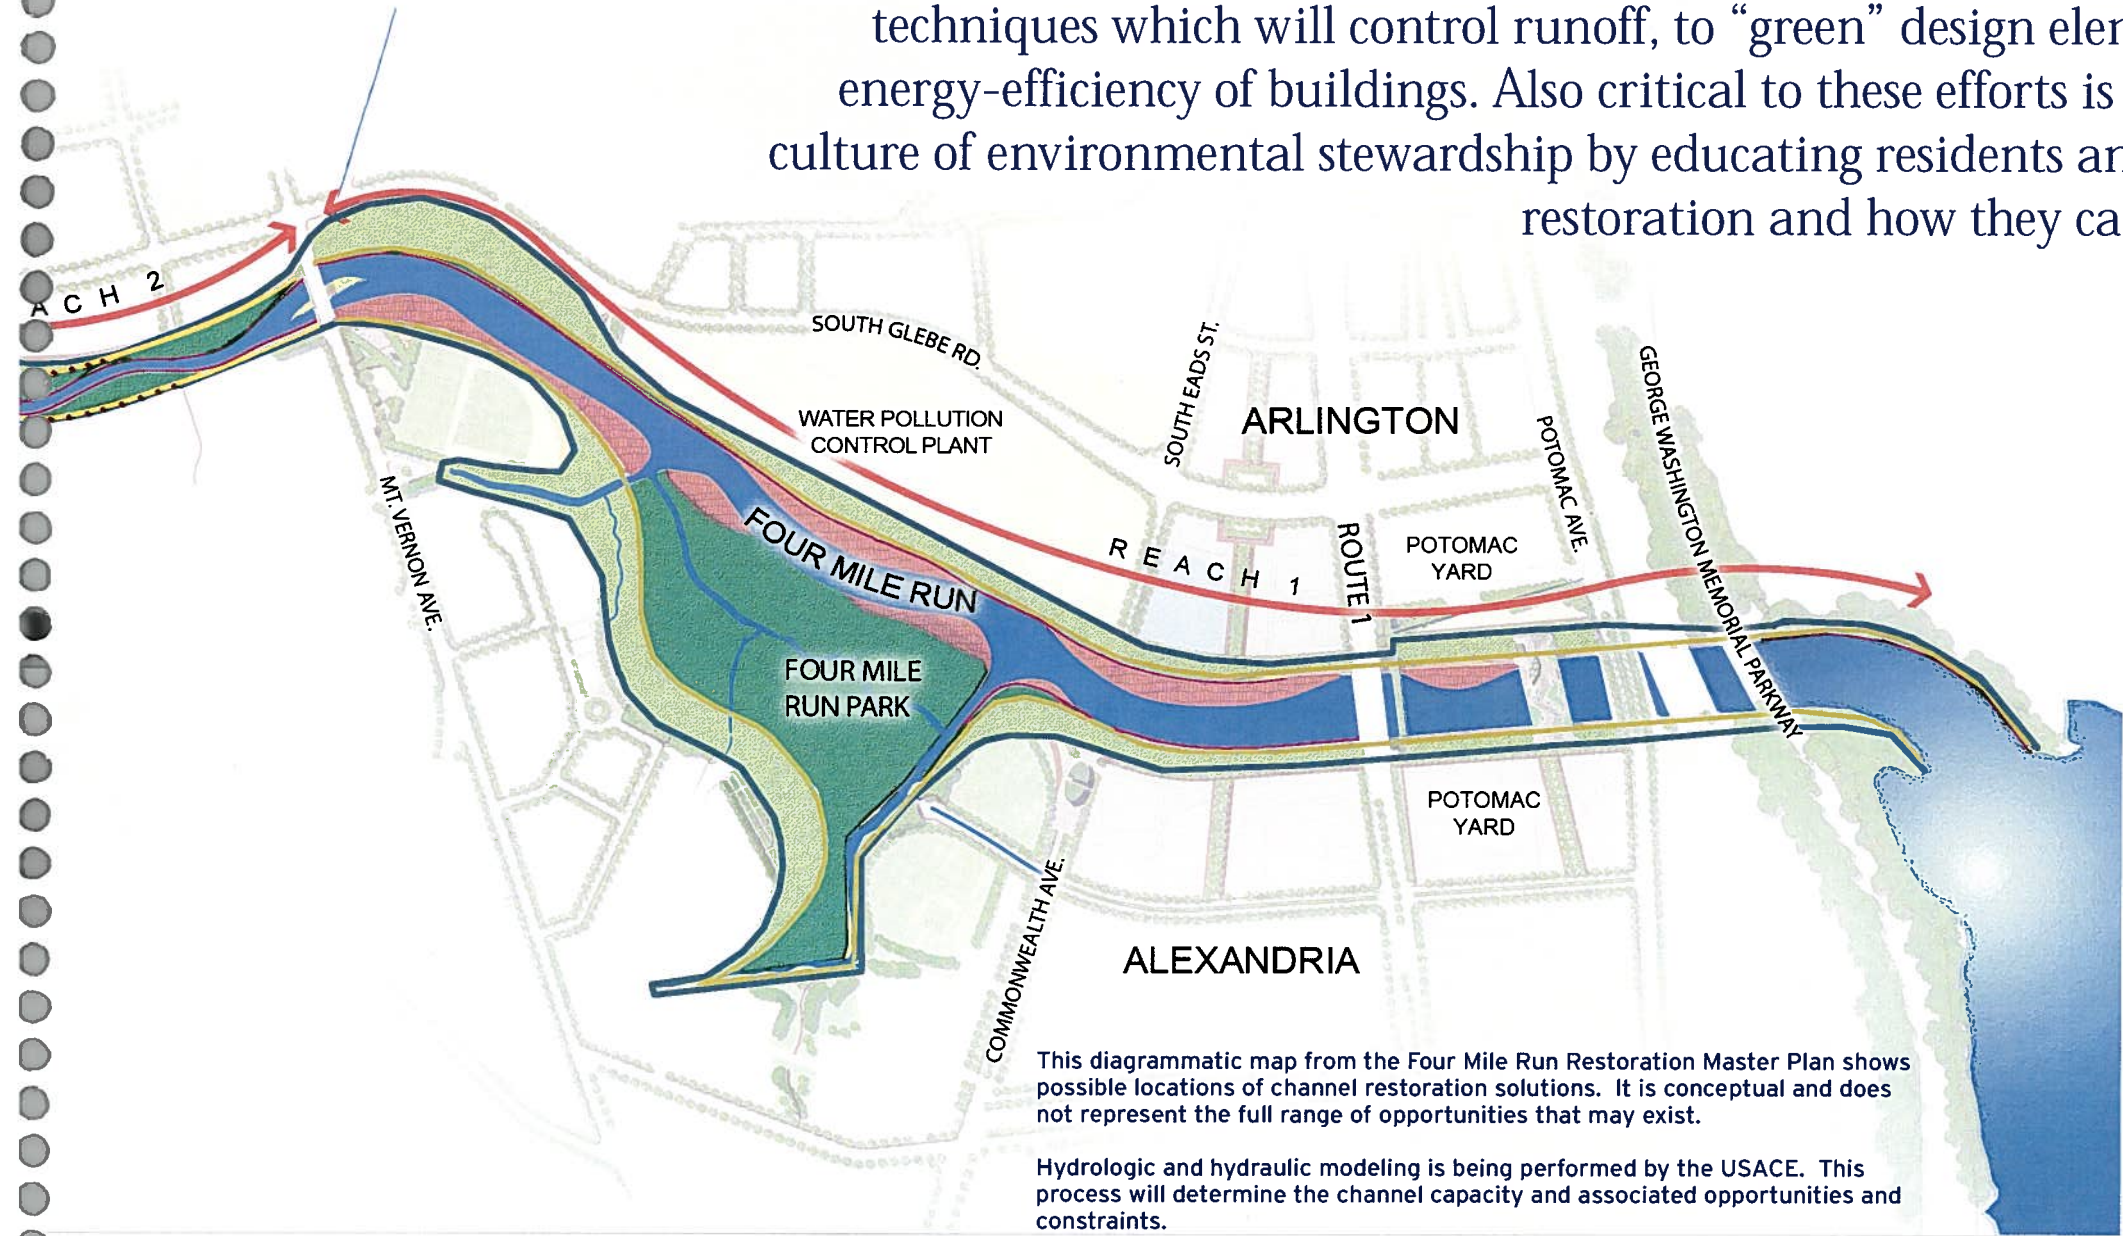 techniques which will control runoff, to “green” design
energy-efficiency of buildings. Also critical to these efforts is
culture of environmental stewardship by educating residents
restoration and how they
ACH 2
SOUTH GLEBE RD.
SOUTH EADS ST.
ARLINGTON
GEORGE WASHINGTON MEMORIAL PARKWAY
WATER POLLUTION
CONTROL PLANT
POTOMAC AVE.
MT. VERNON AVE.
FOUR MILE RUN
REACH 1
ROUTE 1
POTOMAC
YARD
FOUR MILE
RUN PARK
POTOMAC
YARD
COMMONWEALTH AVE.
ALEXANDRIA
This diagrammatic map from the Four Mile Run Restoration Master Plan shows
possible locations of channel restoration solutions. It is conceptual and does
not represent the full range of opportunities that may exist.
Hydrologic and hydraulic modeling is being performed by the USACE. This
process will determine the channel capacity and associated opportunities and
constraints.